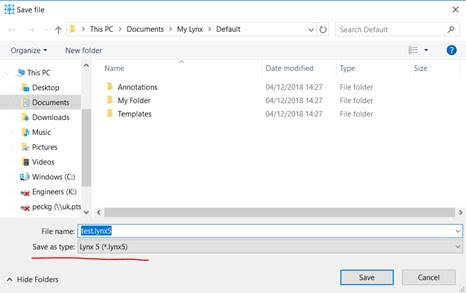 Save file
This PC > Documents > My Lynx > Default
Search Default
Organize
New folder
Name
Date modified
Type
Size
This PC
Desktop
Documents
Downloads
Music
Pictures
Videos
Windows (C:)
Engineers (K:)
peckg (\\uk.pts
Annotations 04/12/2018 14:27 File folder
My Folder 04/12/2018 14:27 File folder
Templates 04/12/2018 14:27 File folder
File name: test.lynx5
Save as type: Lynx 5 (*.lynx5)
Hide Folders
Save
Cancel